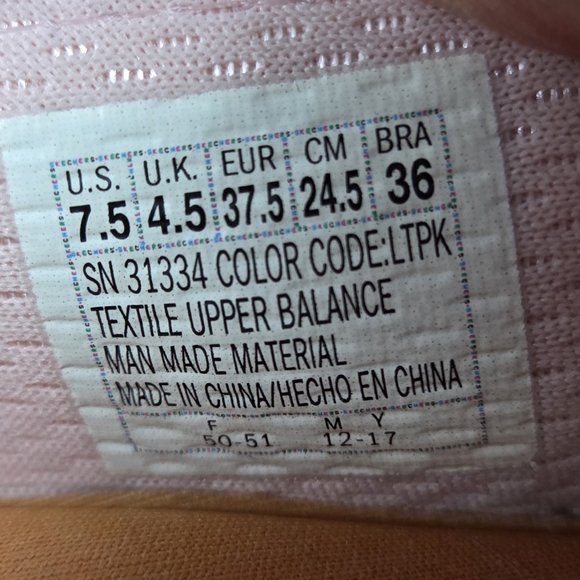 U.S. U.K. EUR CM BRA
7.5 4.5 37.5 24.5 36
SN 31334 COLOR CODE:LTPK
TEXTILE UPPER BALANCE
MAN MADE MATERIAL
MADE IN CHINA/HECHO EN CHINA
F M Y
50-51 12-17